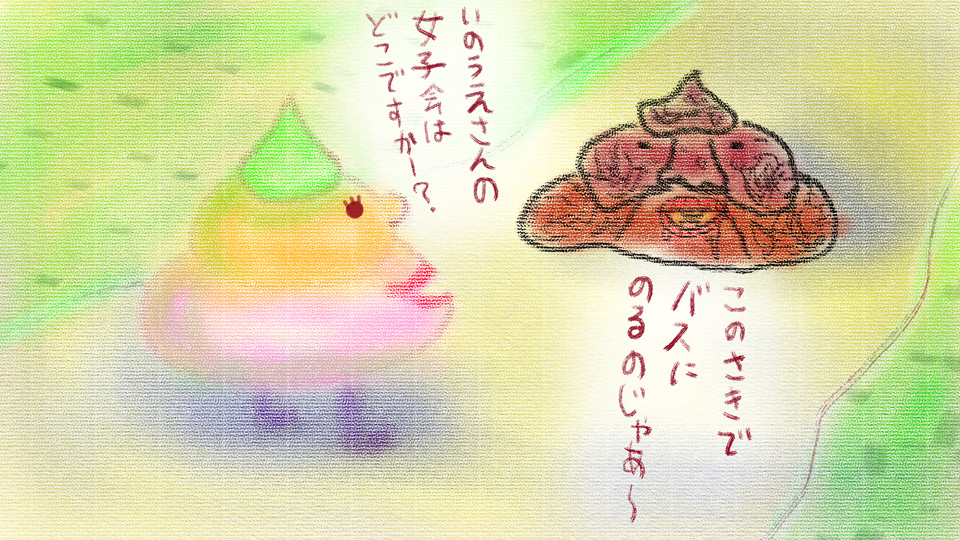 いのうえさんの
女子会は
どこですかー?
このさきで
バスに
のるのじゃあ〜